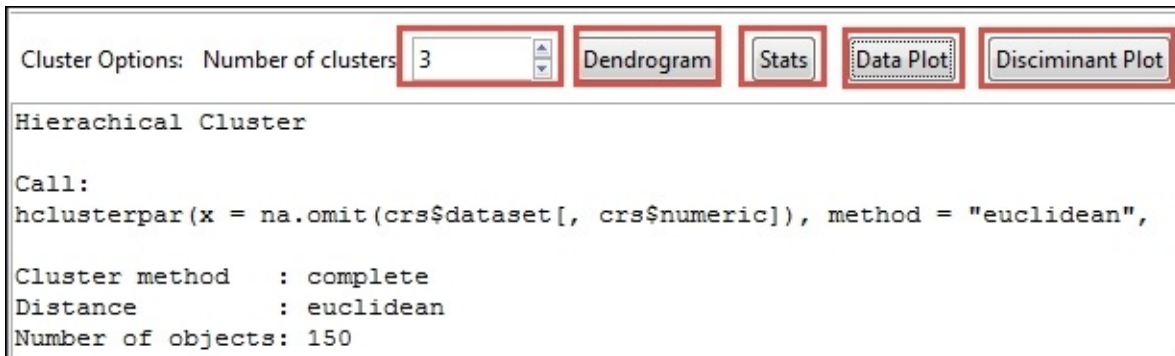 Cluster Options: Number of clusters 3 Dendrogram Stats Data Plot Disciminant Plot
Hierachical Cluster
Call:
hclusterpar(x = na.omit(crs$dataset[, crs$numeric]), method = "euclidean",
Cluster method : complete
Distance : euclidean
Number of objects: 150